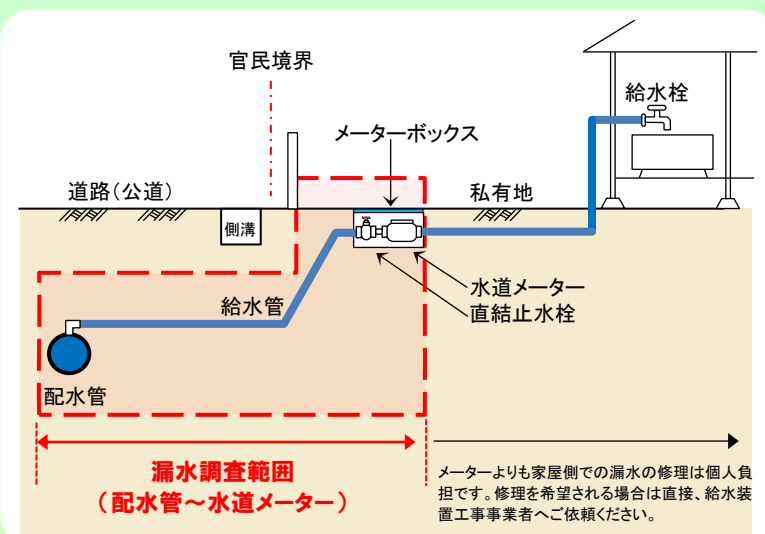 官民境界
給水栓
メーターボックス
道路（公道）
私有地
側溝
水道メーター
直結止水栓
給水管
配水管
漏水調査範囲
（配水管～水道メーター）
メーターよりも家屋側での漏水の修理は個人負
担です。修理を希望される場合は直接、給水装
置工事事業者へご依頼ください。